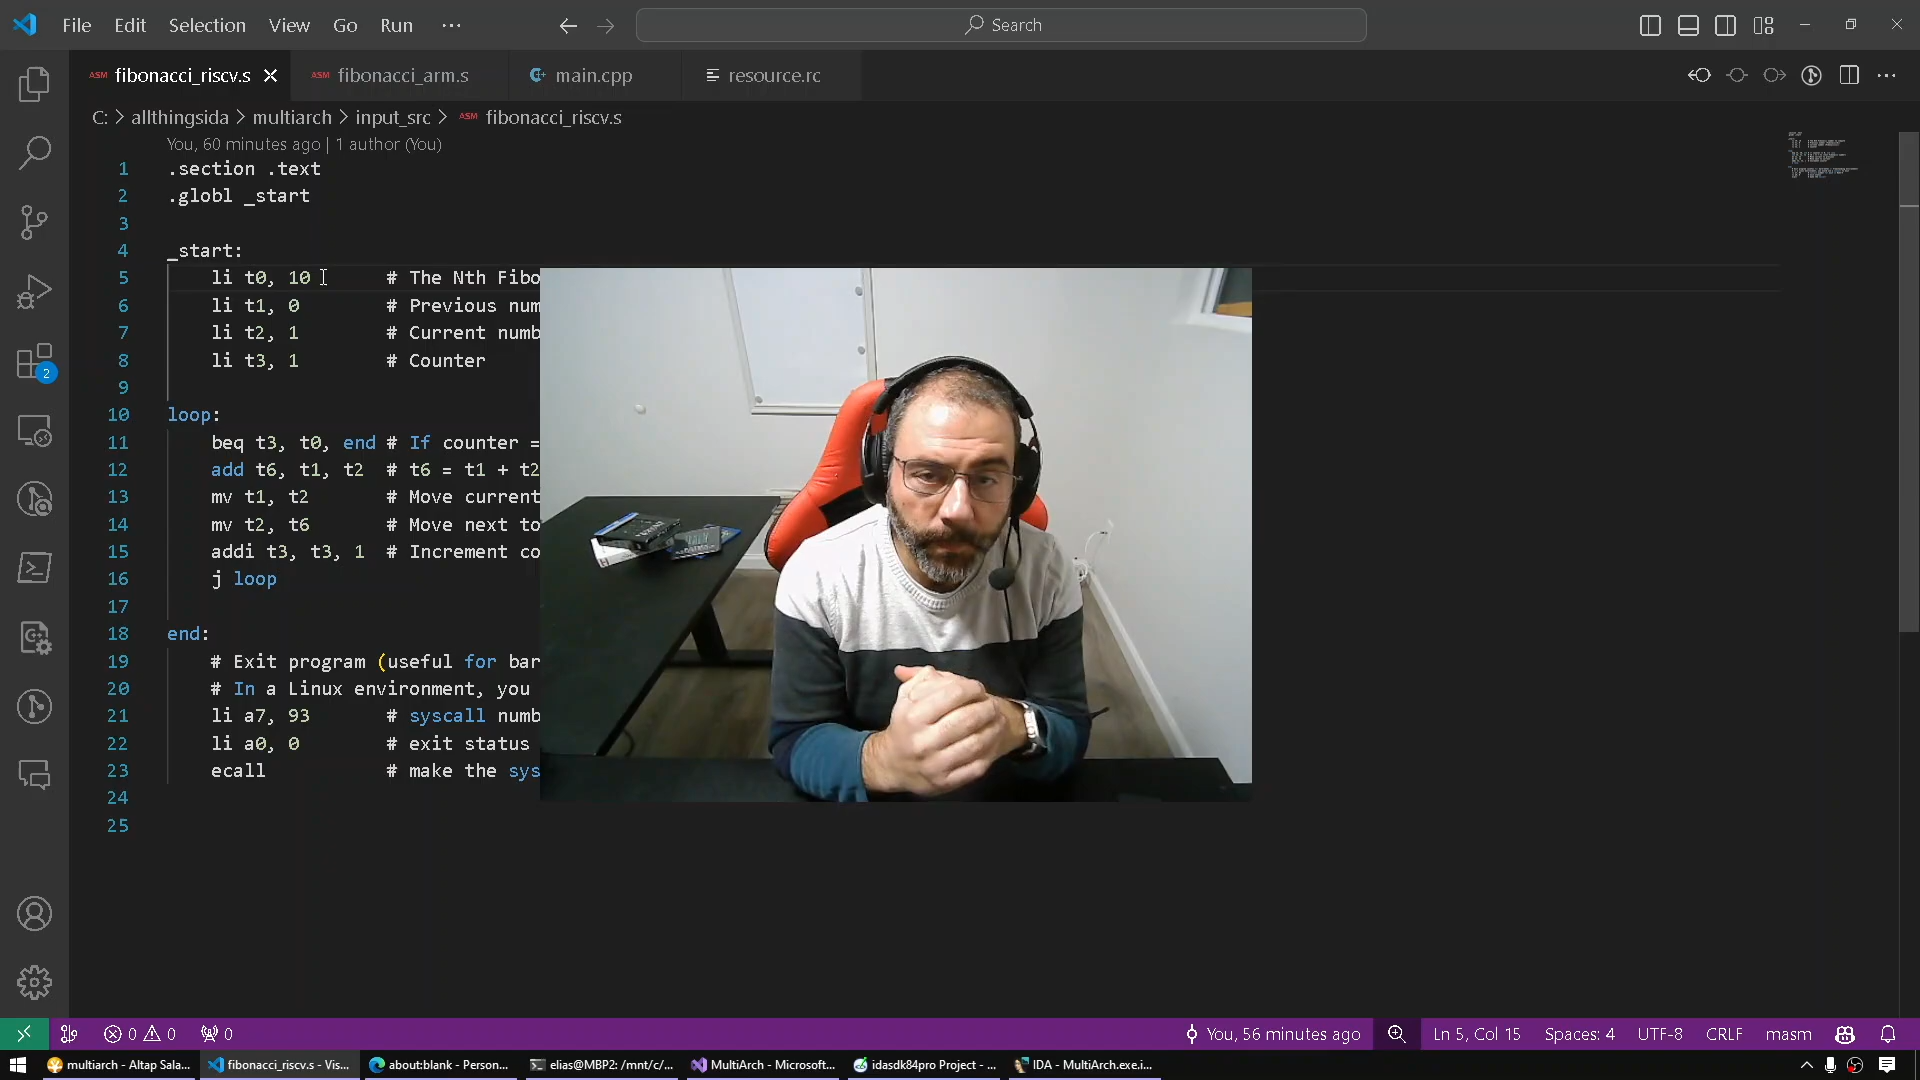 File Edit Selection View Go Run ··· Search
ASM fibonacci_riscv.s ASM fibonacci_arm.s main.cpp resource.rc
C: > allthingsida > multiarch > input_src > ASM fibonacci_riscv.s
You, 60 minutes ago | 1 author (You)
1 .section .text
2 .globl _start
3
4 _start:
5 li t0, 10 # The Nth Fibo
6 li t1, 0 # Previous num
7 li t2, 1 # Current numb
8 li t3, 1 # Counter
9
10 loop:
11 beq t3, t0, end # If counter =
12 add t6, t1, t2 # t6 = t1 + t2
13 mv t1, t2 # Move current
14 mv t2, t6 # Move next to
15 addi t3, t3, 1 # Increment co
16 j loop
17
18 end:
19 # Exit program (useful for bar
20 # In a Linux environment, you
21 li a7, 93 # syscall numb
22 li a0, 0 # exit status
23 ecall # make the sys
24
25
2
0 0 0 You, 56 minutes ago Ln 5, Col 15 Spaces: 4 UTF-8 CRLF masm
multiarch - Altap Sala... fibonacci_riscv.s - Vis... about:blank - Person... elias@MBP2: /mnt/c/... MultiArch - Microsoft... idasdk84pro Project - ... IDA - MultiArch.exe.i...